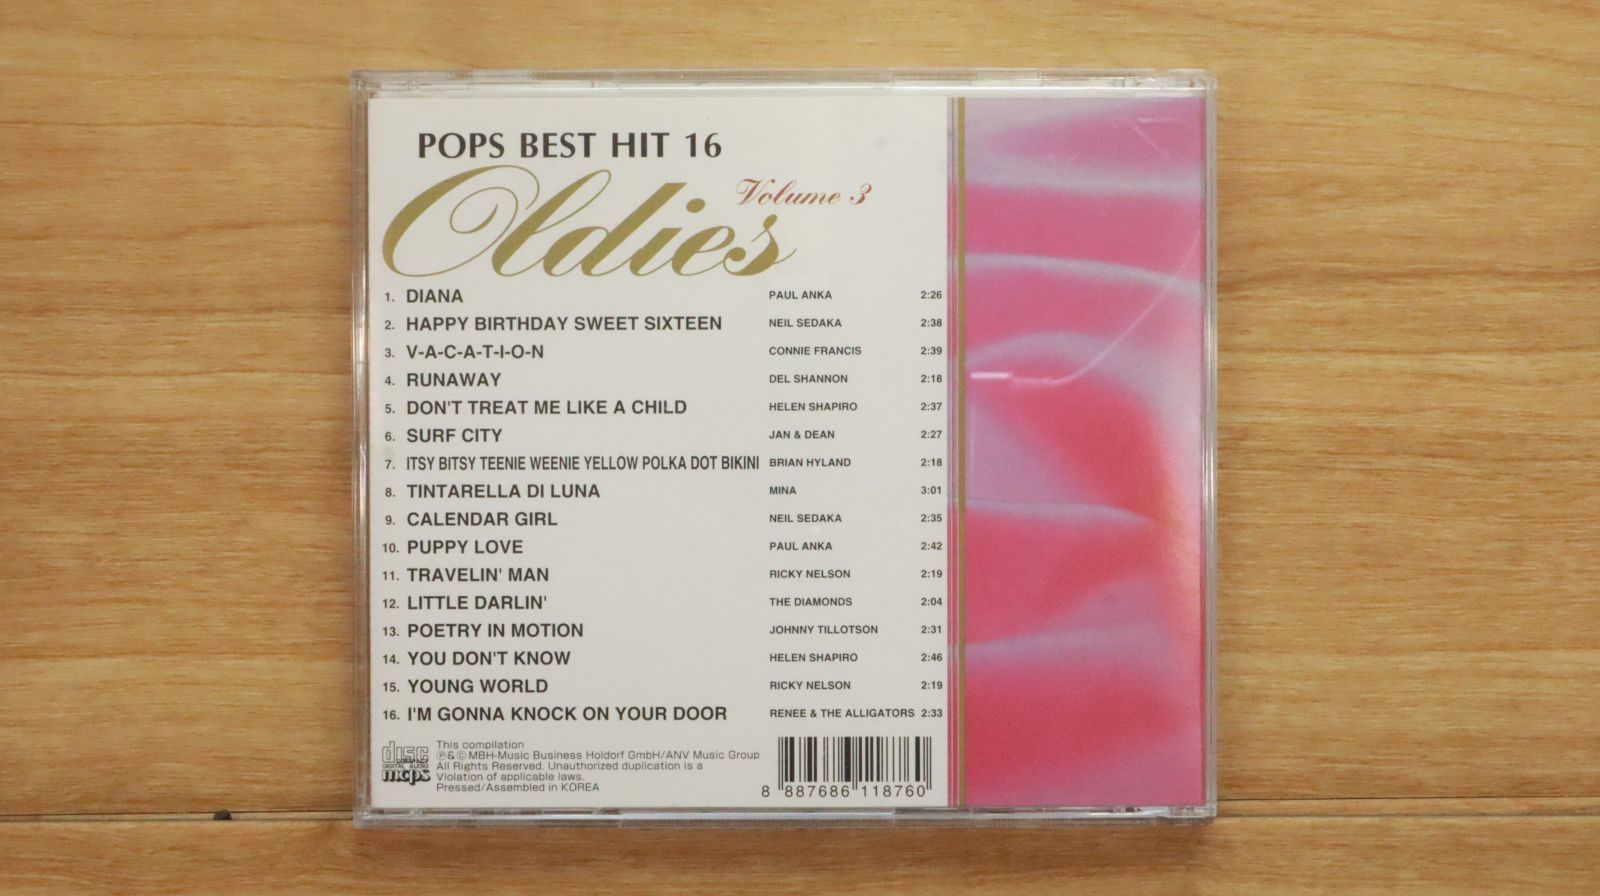 POPS BEST HIT 16
Oldies Volume 3
1. DIANA PAUL ANKA 2:26
2. HAPPY BIRTHDAY SWEET SIXTEEN NEIL SEDAKA 2:38
3. V-A-C-A-T-I-O-N CONNIE FRANCIS 2:39
4. RUNAWAY DEL SHANNON 2:18
5. DON'T TREAT ME LIKE A CHILD HELEN SHAPIRO 2:37
6. SURF CITY JAN & DEAN 2:27
7. ITSY BITSY TEENIE WEENIE YELLOW POLKA DOT BIKINI BRIAN HYLAND 2:18
8. TINTARELLA DI LUNA MINA 3:01
9. CALENDAR GIRL NEIL SEDAKA 2:35
10. PUPPY LOVE PAUL ANKA 2:42
11. TRAVELIN' MAN RICKY NELSON 2:19
12. LITTLE DARLIN' THE DIAMONDS 2:04
13. POETRY IN MOTION JOHNNY TILLOTSON 2:31
14. YOU DON'T KNOW HELEN SHAPIRO 2:46
15. YOUNG WORLD RICKY NELSON 2:19
16. I'M GONNA KNOCK ON YOUR DOOR RENEE & THE ALLIGATORS 2:33
COMPACT
disc
DIGITAL AUDIO
mcps
This compilation
℗&©MBH-Music Business Holdorf GmbH/ANV Music Group
All Rights Reserved. Unauthorized duplication is a
Violation of applicable laws.
Pressed/Assembled in KOREA
8 887686 118760